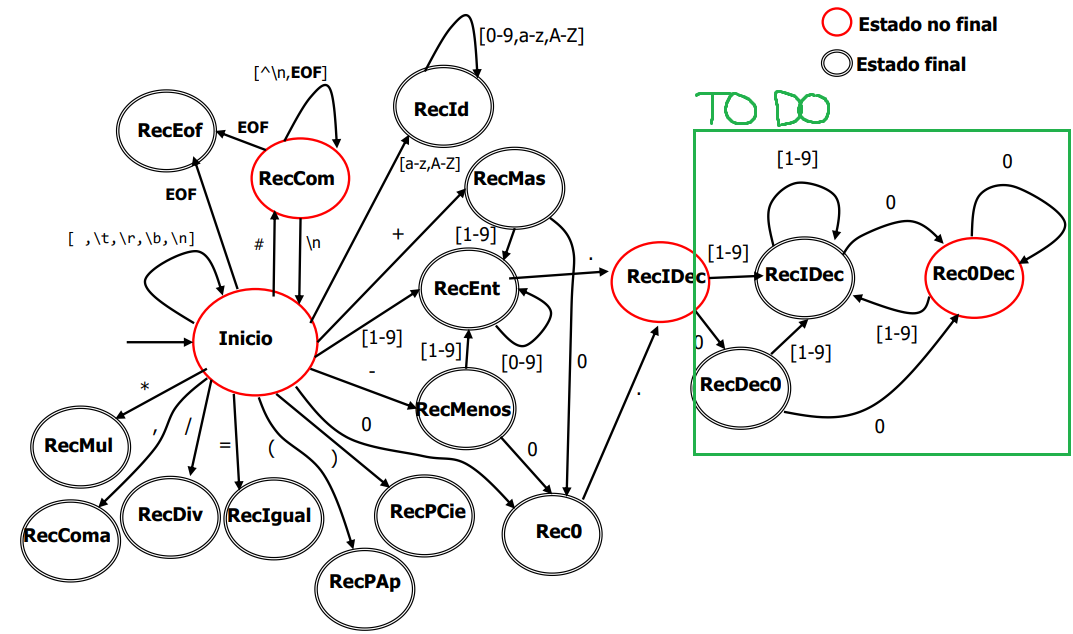 Estado no final
Estado final
TO DO
[0-9,a-z,A-Z]
[^\n,EOF]
RecEof
EOF
RecId
RecCom
EOF
[a-z,A-Z]
RecMas
[1-9]
0
[ ,\t,\r,\b,\n]
#
\n
+
[1-9]
.
0
RecEnt
RecIDec
[1-9]
RecIDec
Rec0Dec
Inicio
[1-9]
[1-9]
[0-9]
0
0
[1-9]
[1-9]
*
-
.
RecDec0
RecMenos
0
0
0
RecMul
,
/
=
(
)
RecComa
RecDiv
RecIgual
RecPCie
Rec0
RecPAp